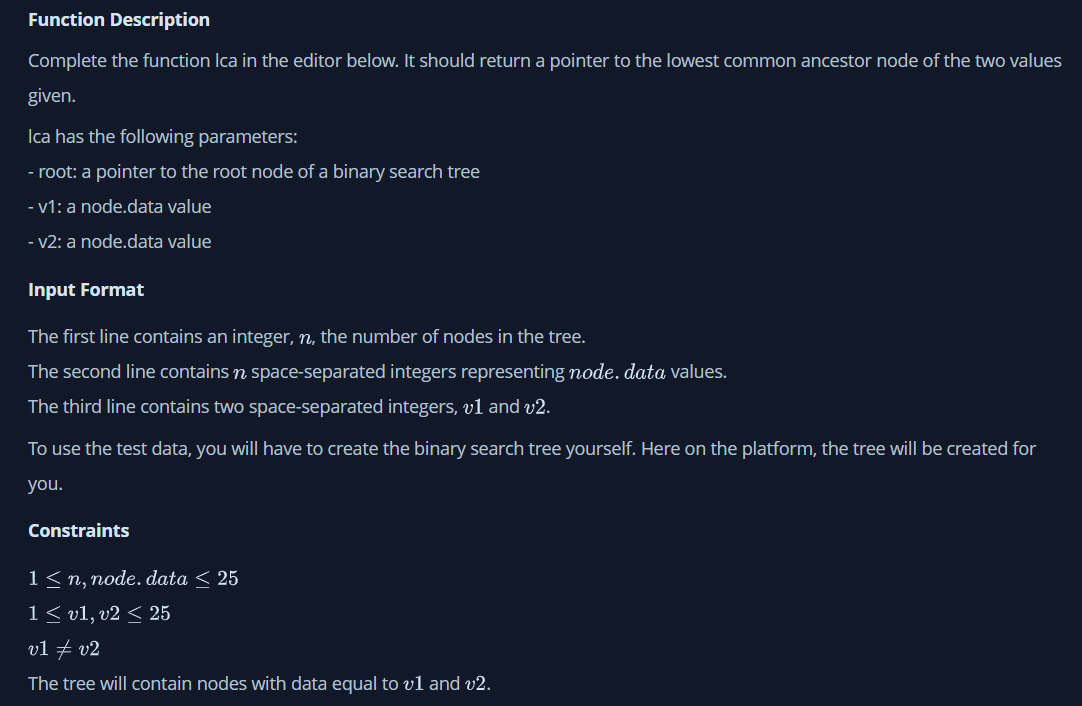 Function Description
Complete the function lca in the editor below. It should return a pointer to the lowest common ancestor node of the two values
given.
lca has the following parameters:
- root: a pointer to the root node of a binary search tree
- v1: a node.data value
- v2: a node.data value
Input Format
The first line contains an integer, n, the number of nodes in the tree.
The second line contains n space-separated integers representing node.data values.
The third line contains two space-separated integers, v1 and v2.
To use the test data, you will have to create the binary search tree yourself. Here on the platform, the tree will be created for
you.
Constraints
1 ≤ n, node.data ≤ 25
1 ≤ v1, v2 ≤ 25
v1 ≠ v2
The tree will contain nodes with data equal to v1 and v2.